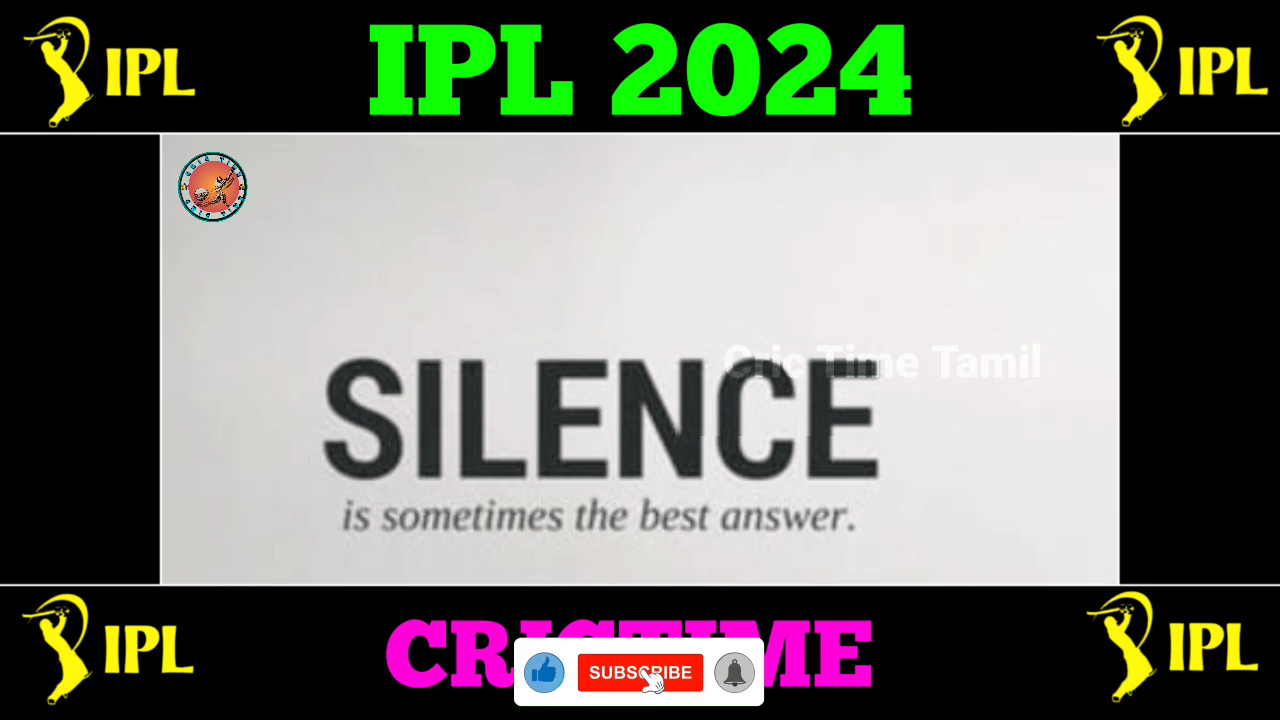 IPL
IPL 2024
IPL
Cric Time Tamil
SILENCE
is sometimes the best answer.
IPL
CRICTIME
SUBSCRIBE
IPL